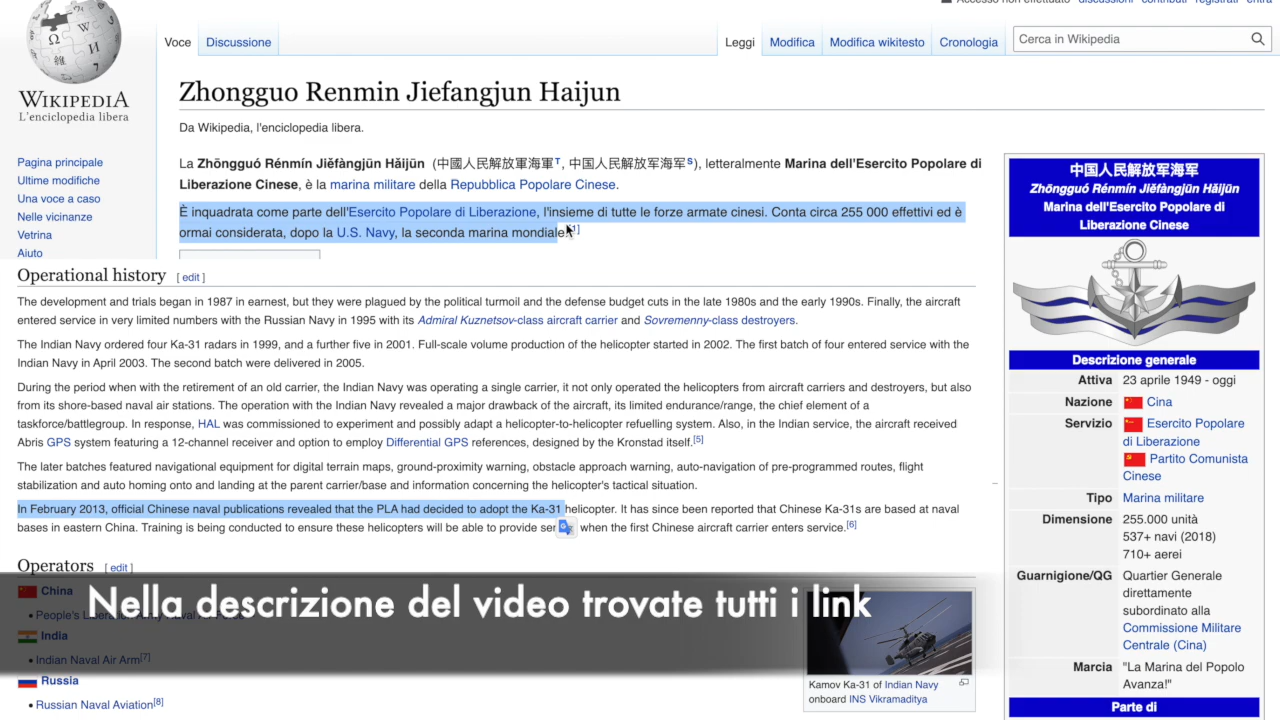 Accesso non effettuato discussioni contributi registrati entra
WIKIPEDIA
L'enciclopedia libera
Voce Discussione Leggi Modifica Modifica wikitesto Cronologia Cerca in Wikipedia
Zhongguo Renmin Jiefangjun Haijun
Da Wikipedia, l'enciclopedia libera.
Pagina principale
Ultime modifiche
Una voce a caso
Nelle vicinanze
Vetrina
Aiuto
La Zhōngguó Rénmín Jiěfàngjūn Hǎijūn (中國人民解放軍海軍T, 中国人民解放军海军S), letteralmente Marina dell'Esercito Popolare di
Liberazione Cinese, è la marina militare della Repubblica Popolare Cinese.
È inquadrata come parte dell'Esercito Popolare di Liberazione, l'insieme di tutte le forze armate cinesi. Conta circa 255 000 effettivi ed è
ormai considerata, dopo la U.S. Navy, la seconda marina mondiale.[1]
中国人民解放军海军
Zhōngguó Rénmín Jiěfàngjūn Hǎijūn
Marina dell'Esercito Popolare di
Liberazione Cinese
Descrizione generale
Attiva 23 aprile 1949 - oggi
Nazione Cina
Servizio Esercito Popolare
di Liberazione
Partito Comunista
Cinese
Tipo Marina militare
Dimensione 255.000 unità
537+ navi (2018)
710+ aerei
Guarnigione/QG Quartier Generale
direttamente
subordinato alla
Commissione Militare
Centrale (Cina)
Marcia "La Marina del Popolo
Avanza!"
Parte di
Operational history [ edit ]
The development and trials began in 1987 in earnest, but they were plagued by the political turmoil and the defense budget cuts in the late 1980s and the early 1990s. Finally, the aircraft
entered service in very limited numbers with the Russian Navy in 1995 with its Admiral Kuznetsov-class aircraft carrier and Sovremenny-class destroyers.
The Indian Navy ordered four Ka-31 radars in 1999, and a further five in 2001. Full-scale volume production of the helicopter started in 2002. The first batch of four entered service with the
Indian Navy in April 2003. The second batch were delivered in 2005.
During the period when with the retirement of an old carrier, the Indian Navy was operating a single carrier, it not only operated the helicopters from aircraft carriers and destroyers, but also
from its shore-based naval air stations. The operation with the Indian Navy revealed a major drawback of the aircraft, its limited endurance/range, the chief element of a
taskforce/battlegroup. In response, HAL was commissioned to experiment and possibly adapt a helicopter-to-helicopter refuelling system. Also, in the Indian service, the aircraft received
Abris GPS system featuring a 12-channel receiver and option to employ Differential GPS references, designed by the Kronstad itself.[5]
The later batches featured navigational equipment for digital terrain maps, ground-proximity warning, obstacle approach warning, auto-navigation of pre-programmed routes, flight
stabilization and auto homing onto and landing at the parent carrier/base and information concerning the helicopter's tactical situation.
In February 2013, official Chinese naval publications revealed that the PLA had decided to adopt the Ka-31 helicopter. It has since been reported that Chinese Ka-31s are based at naval
bases in eastern China. Training is being conducted to ensure these helicopters will be able to provide when the first Chinese aircraft carrier enters service.[6]
Operators [ edit ]
China
Nella descrizione del video trovate tutti i link
India
Indian Naval Air Arm[7]
Russia
Russian Naval Aviation[8]
Kamov Ka-31 of Indian Navy
onboard INS Vikramaditya